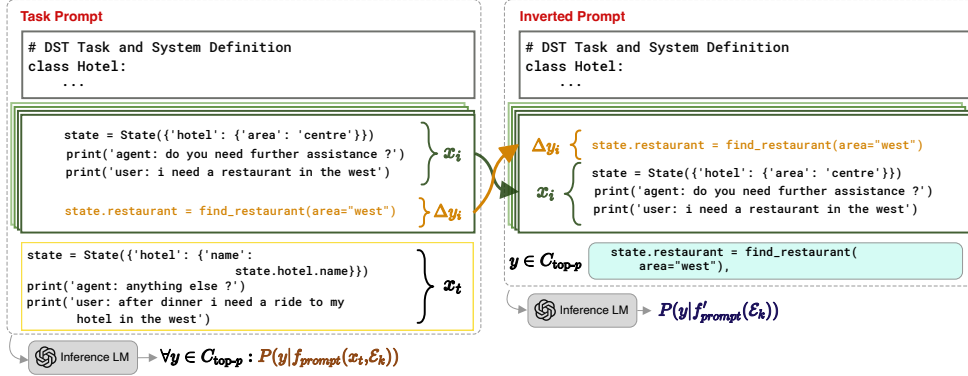 Task Prompt
# DST Task and System Definition
class Hotel:
...
state = State({'hotel': {'area': 'centre'}})
print('agent: do you need further assistance ?')
print('user: i need a restaurant in the west')
x_i
state.restaurant = find_restaurant(area="west")
Δy_i
state = State({'hotel': {'name':
state.hotel.name}})
print('agent: anything else ?')
print('user: after dinner i need a ride to my
hotel in the west')
x_t
Inference LM
∀y ∈ C_top-p : P(y|f_prompt(x_t,ℰ_k))
Inverted Prompt
# DST Task and System Definition
class Hotel:
...
Δy_i
state.restaurant = find_restaurant(area="west")
x_i
state = State({'hotel': {'area': 'centre'}})
print('agent: do you need further assistance ?')
print('user: i need a restaurant in the west')
y ∈ C_top-p
state.restaurant = find_restaurant(
area="west"),
Inference LM
P(y|f'_prompt(ℰ_k))